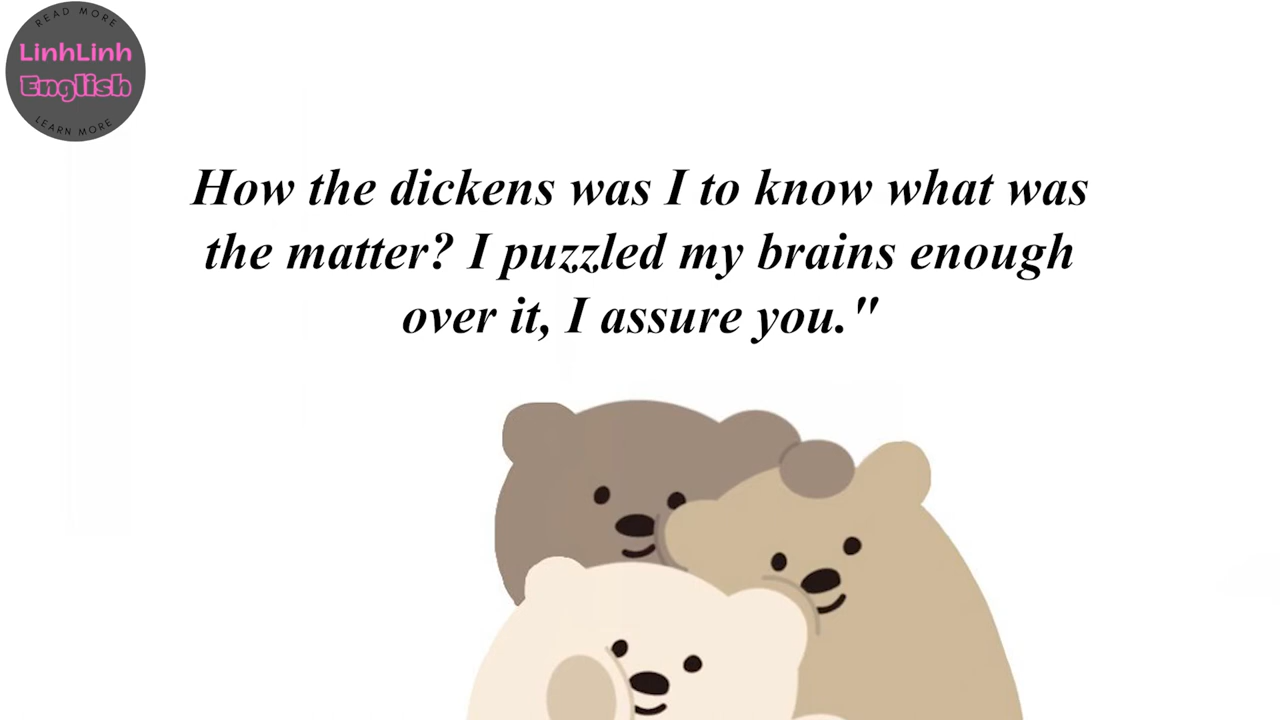 READ MORE
LinhLinh
English
LEARN MORE
How the dickens was I to know what was
the matter? I puzzled my brains enough
over it, I assure you."